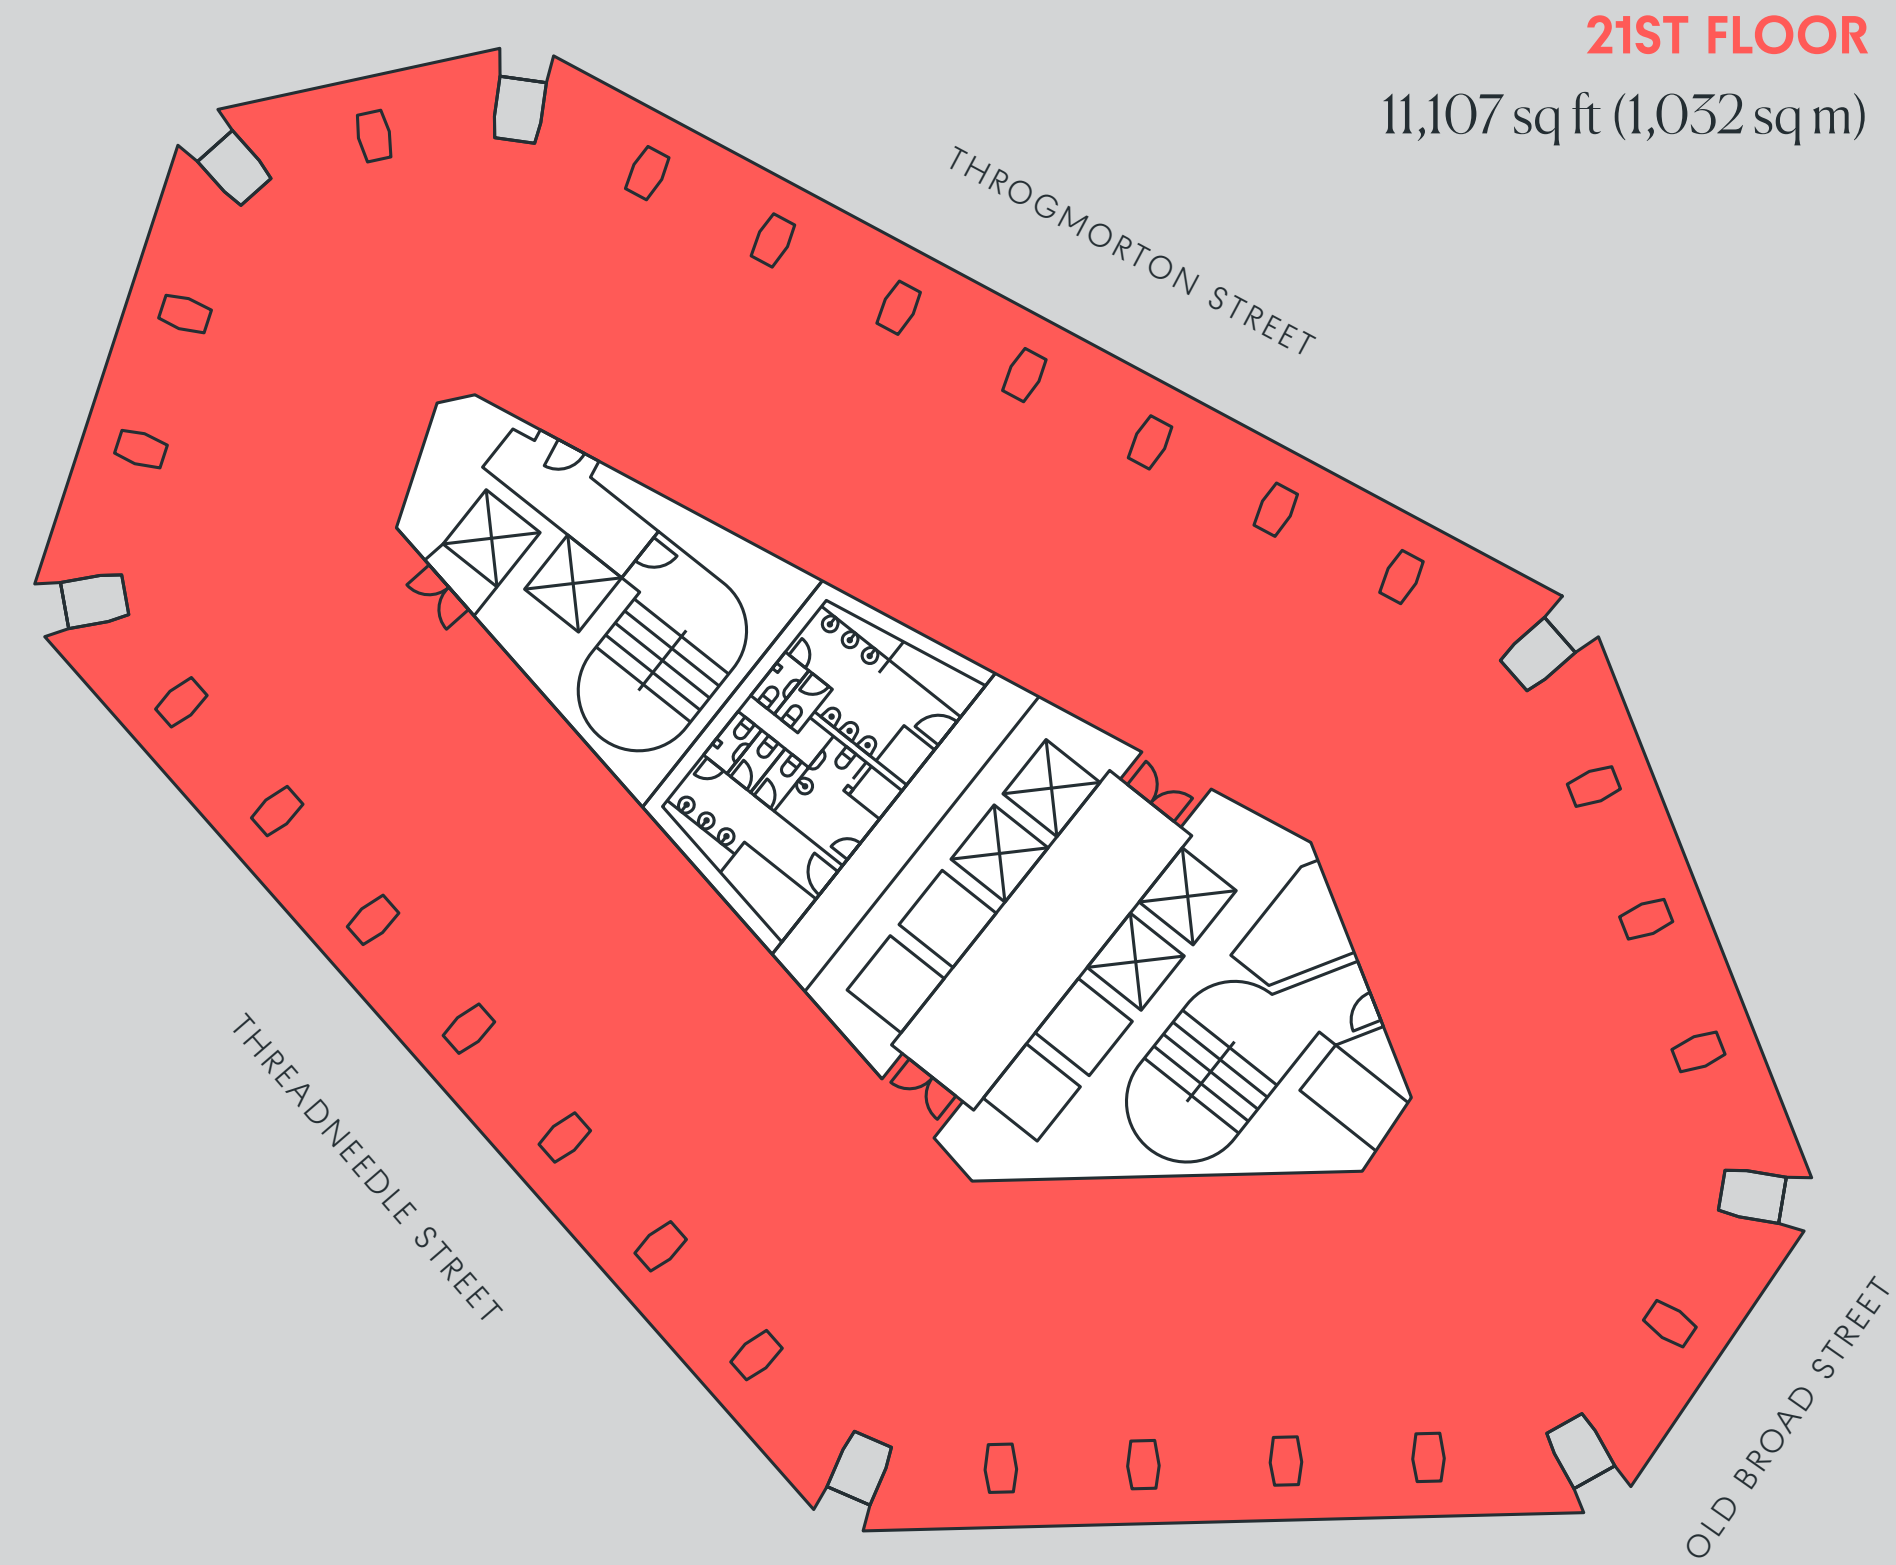 21ST FLOOR
11,107 sq ft (1,032 sq m)
THROGMORTON STREET
THREADNEEDLE STREET
OLD BROAD STREET